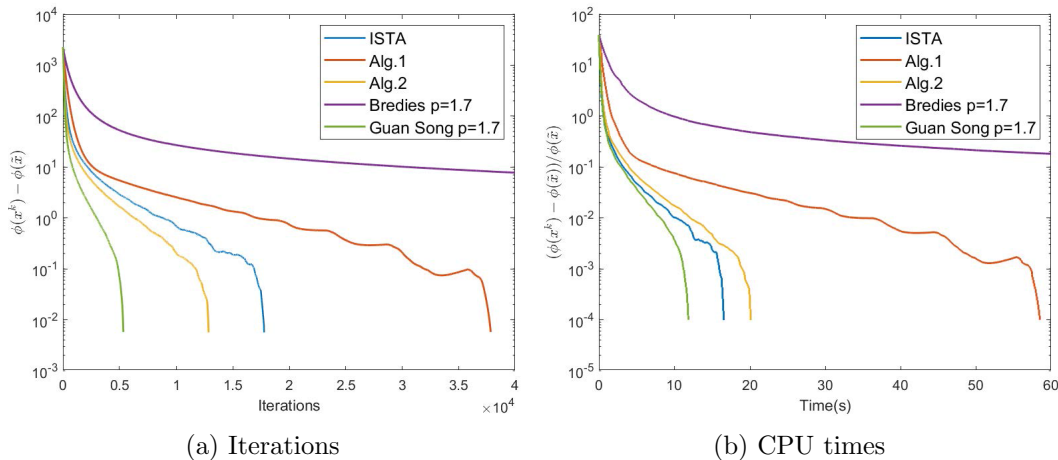 10^4
10^3
10^2
10^1
10^0
10^-1
10^-2
10^-3
ϕ(x^k) − ϕ(x̃)
0
0.5
1
1.5
2
2.5
3
3.5
4
×10^4
Iterations
ISTA
Alg.1
Alg.2
Bredies p=1.7
Guan Song p=1.7
(a) Iterations
10^2
10^1
10^0
10^-1
10^-2
10^-3
10^-4
10^-5
(ϕ(x^k) − ϕ(x̃))/ϕ(x̃)
0
10
20
30
40
50
60
Time(s)
ISTA
Alg.1
Alg.2
Bredies p=1.7
Guan Song p=1.7
(b) CPU times